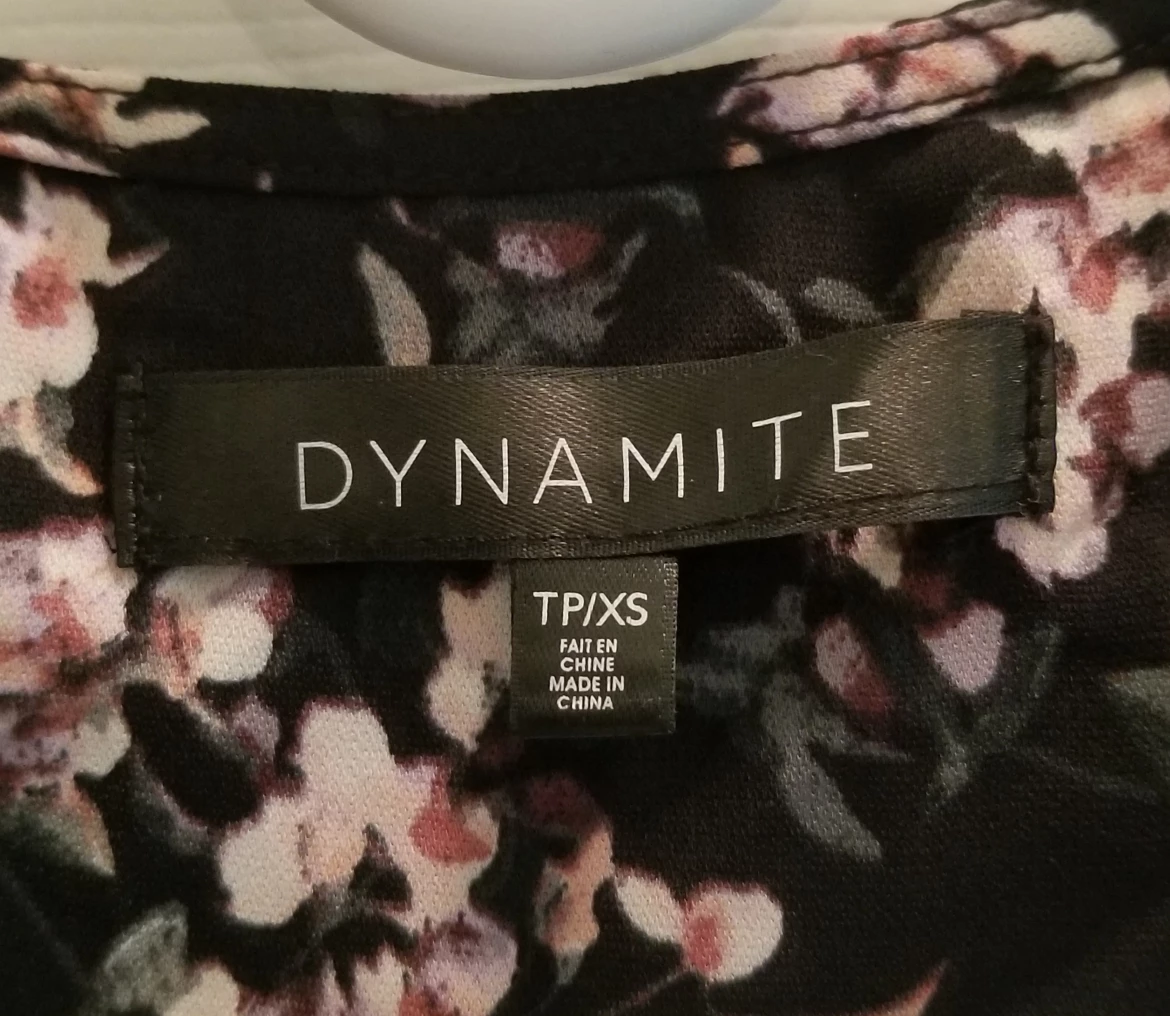 DYNAMITE
TP/XS
FAIT EN
CHINE
MADE IN
CHINA